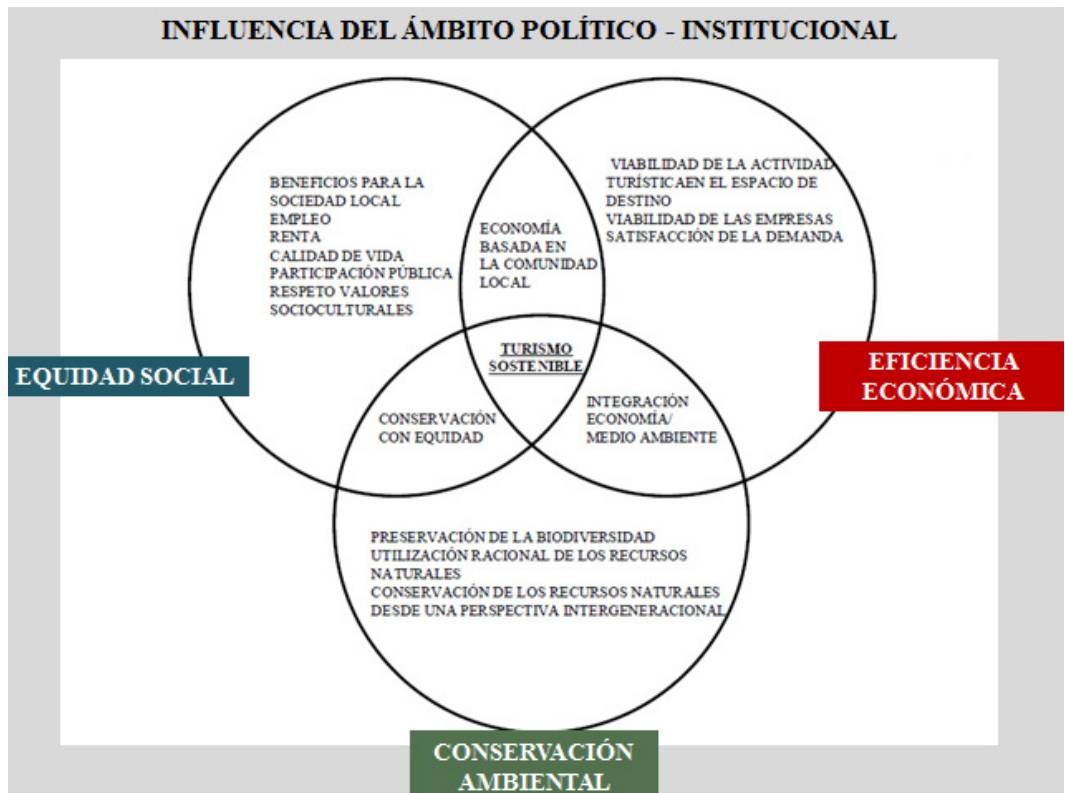 INFLUENCIA DEL ÁMBITO POLÍTICO - INSTITUCIONAL
BENEFICIOS PARA LA
SOCIEDAD LOCAL
EMPLEO
RENTA
CALIDAD DE VIDA
PARTICIPACIÓN PÚBLICA
RESPETO VALORES
SOCIOCULTURALES
ECONOMÍA
BASADA EN
LA COMUNIDAD
LOCAL
VIABILIDAD DE LA ACTIVIDAD
TURÍSTICAEN EL ESPACIO DE
DESTINO
VIABILIDAD DE LAS EMPRESAS
SATISFACCIÓN DE LA DEMANDA
EQUIDAD SOCIAL
TURISMO
SOSTENIBLE
EFICIENCIA
ECONÓMICA
CONSERVACIÓN
CON EQUIDAD
INTEGRACIÓN
ECONOMÍA/
MEDIO AMBIENTE
PRESERVACIÓN DE LA BIODIVERSIDAD
UTILIZACIÓN RACIONAL DE LOS RECURSOS
NATURALES
CONSERVACIÓN DE LOS RECURSOS NATURALES
DESDE UNA PERSPECTIVA INTERGENERACIONAL
CONSERVACIÓN
AMBIENTAL